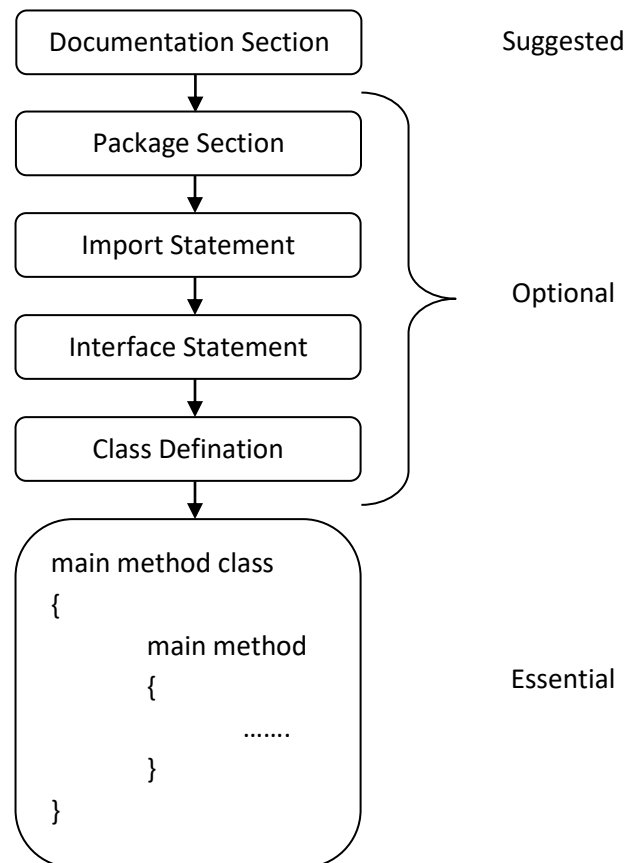 Documentation Section
Suggested
Package Section
Import Statement
Optional
Interface Statement
Class Defination
main method class
{
main method
{
Essential
.......
}
}